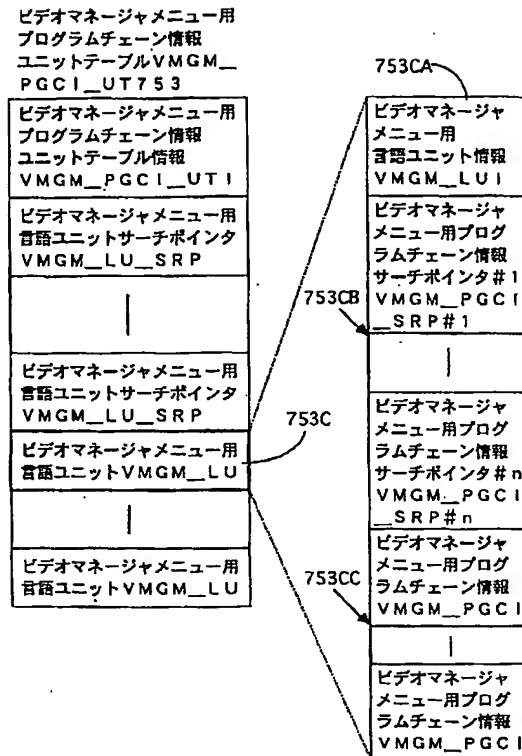 ビデオマネージャメニュー用
プログラムチェーン情報
ユニットテーブルVMGM__
PGCI__UT753
ビデオマネージャメニュー用
プログラムチェーン情報
ユニットテーブル情報
VMGM__PGCI__UTI
ビデオマネージャメニュー用
言語ユニットサーチポインタ
VMGM__LU__SRP
ビデオマネージャメニュー用
言語ユニットサーチポインタ
VMGM__LU__SRP
ビデオマネージャメニュー用
言語ユニットVMGM__LU
ビデオマネージャメニュー用
言語ユニットVMGM__LU
753C
753CA
ビデオマネージャ
メニュー用
言語ユニット情報
VMGM__LUI
ビデオマネージャ
メニュー用プログ
ラムチェーン情報
サーチポインタ#1
VMGM__PGCI
__SRP#1
753CB
ビデオマネージャ
メニュー用プログ
ラムチェーン情報
サーチポインタ#n
VMGM__PGCI
__SRP#n
ビデオマネージャ
メニュー用プログ
ラムチェーン情報
VMGM__PGCI
753CC
ビデオマネージャ
メニュー用プログ
ラムチェーン情報
VMGM__PGCI